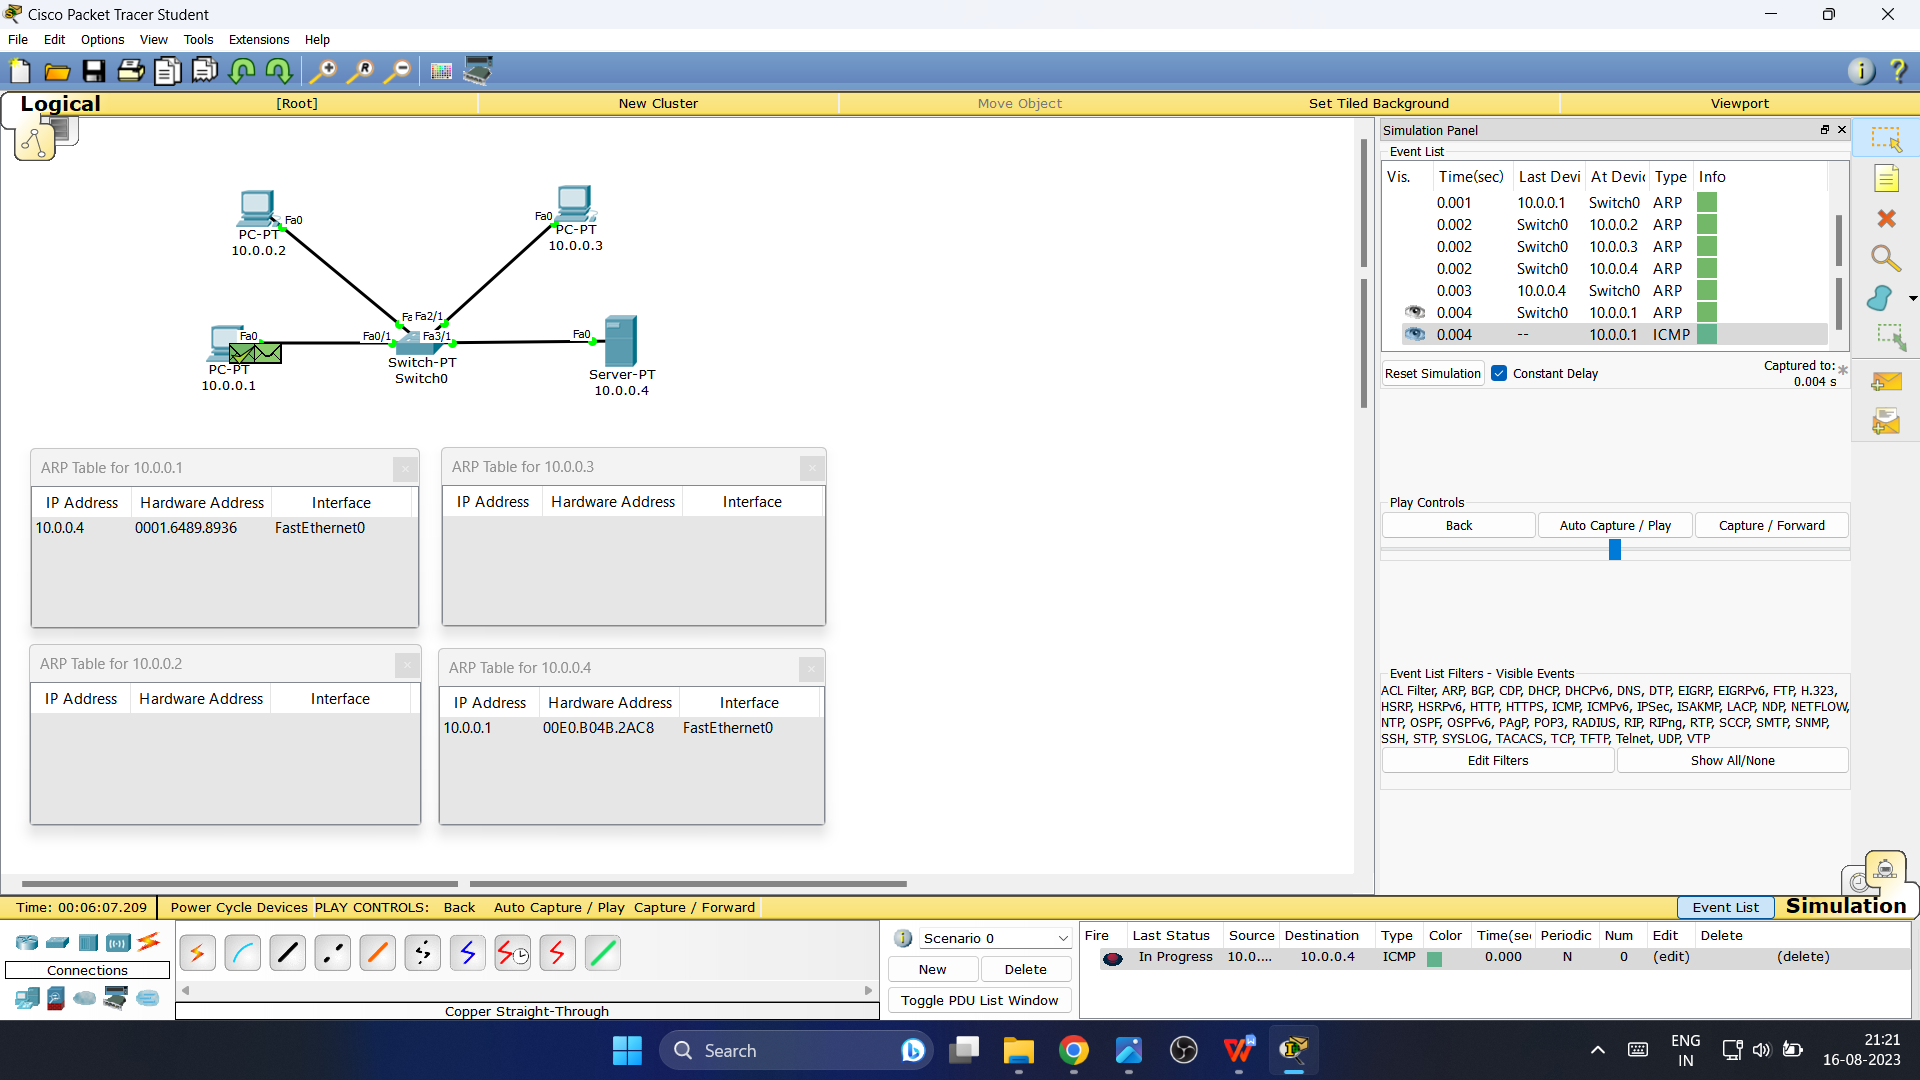 Cisco Packet Tracer Student
File Edit Options View Tools Extensions Help
Logical [Root] New Cluster Move Object Set Tiled Background Viewport
Fa0
PC-PT
10.0.0.2
Fa0
PC-PT
10.0.0.3
Fa2/1
Fa0
PC-PT
10.0.0.1
Fa0/1
Fa3/1
Switch-PT
Switch0
Fa0
Server-PT
10.0.0.4
ARP Table for 10.0.0.1
IP Address Hardware Address Interface
10.0.0.4 0001.6489.8936 FastEthernet0
ARP Table for 10.0.0.3
IP Address Hardware Address Interface
ARP Table for 10.0.0.2
IP Address Hardware Address Interface
ARP Table for 10.0.0.4
IP Address Hardware Address Interface
10.0.0.1 00E0.B04B.2AC8 FastEthernet0
Simulation Panel
Event List
Vis. Time(sec) Last Devi At Devic Type Info
0.001 10.0.0.1 Switch0 ARP
0.002 Switch0 10.0.0.2 ARP
0.002 Switch0 10.0.0.3 ARP
0.002 Switch0 10.0.0.4 ARP
0.003 10.0.0.4 Switch0 ARP
0.004 Switch0 10.0.0.1 ARP
0.004 -- 10.0.0.1 ICMP
Reset Simulation Constant Delay Captured to: *
0.004 s
Play Controls
Back Auto Capture / Play Capture / Forward
Event List Filters - Visible Events
ACL Filter, ARP, BGP, CDP, DHCP, DHCPv6, DNS, DTP, EIGRP, EIGRPv6, FTP, H.323,
HSRP, HSRPv6, HTTP, HTTPS, ICMP, ICMPv6, IPSec, ISAKMP, LACP, NDP, NETFLOW,
NTP, OSPF, OSPFv6, PAgP, POP3, RADIUS, RIP, RIPng, RTP, SCCP, SMTP, SNMP,
SSH, STP, SYSLOG, TACACS, TCP, TFTP, Telnet, UDP, VTP
Edit Filters Show All/None
Time: 00:06:07.209 Power Cycle Devices PLAY CONTROLS: Back Auto Capture / Play Capture / Forward
Event List Simulation
Connections
Copper Straight-Through
Scenario 0
New Delete
Toggle PDU List Window
Fire Last Status Source Destination Type Color Time(sec Periodic Num Edit Delete
In Progress 10.0.... 10.0.0.4 ICMP 0.000 N 0 (edit) (delete)
Search
ENG
IN
21:21
16-08-2023